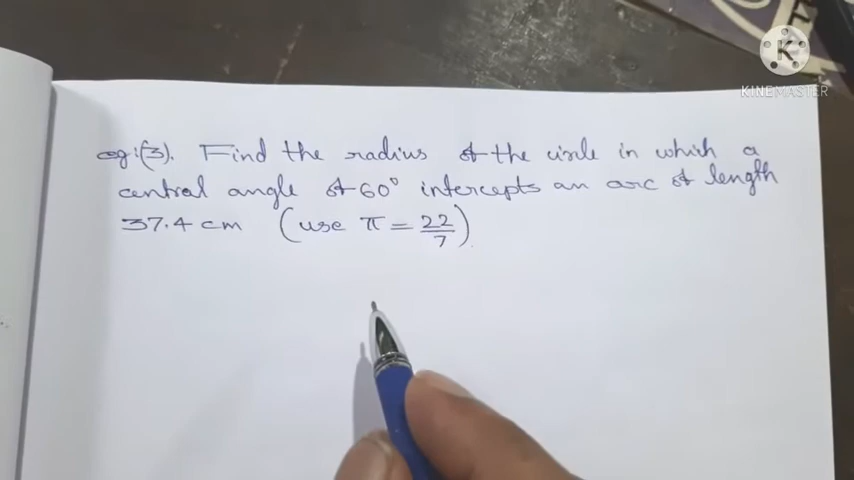 K
KINEMASTER
eg:(3). Find the radius of the circle in which a
central angle of 60° intercepts an arc of length
37.4 cm (use π = 22/7).